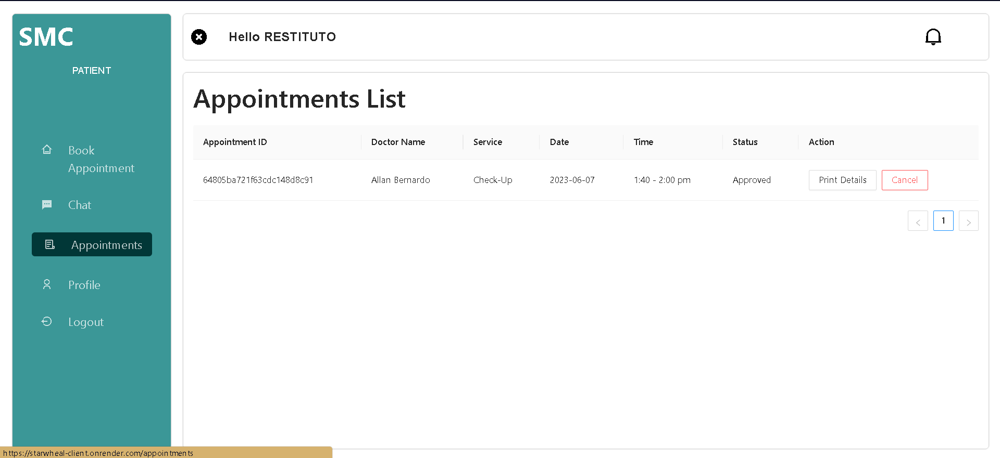 SMC
PATIENT
Book
Appointment
Chat
Appointments
Profile
Logout
Hello RESTITUTO
Appointments List
Appointment ID Doctor Name Service Date Time Status Action
64805ba721f63cdc148d8c91 Allan Bernardo Check-Up 2023-06-07 1:40 - 2:00 pm Approved Print Details Cancel
< 1 >
https://starwheal-client.onrender.com/appointments